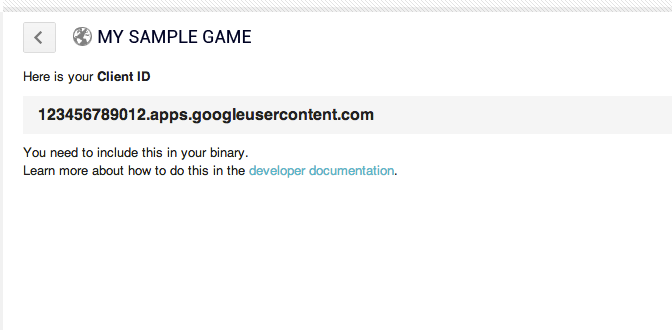 MY SAMPLE GAME
Here is your Client ID
123456789012.apps.googleusercontent.com
You need to include this in your binary.
Learn more about how to do this in the developer documentation.